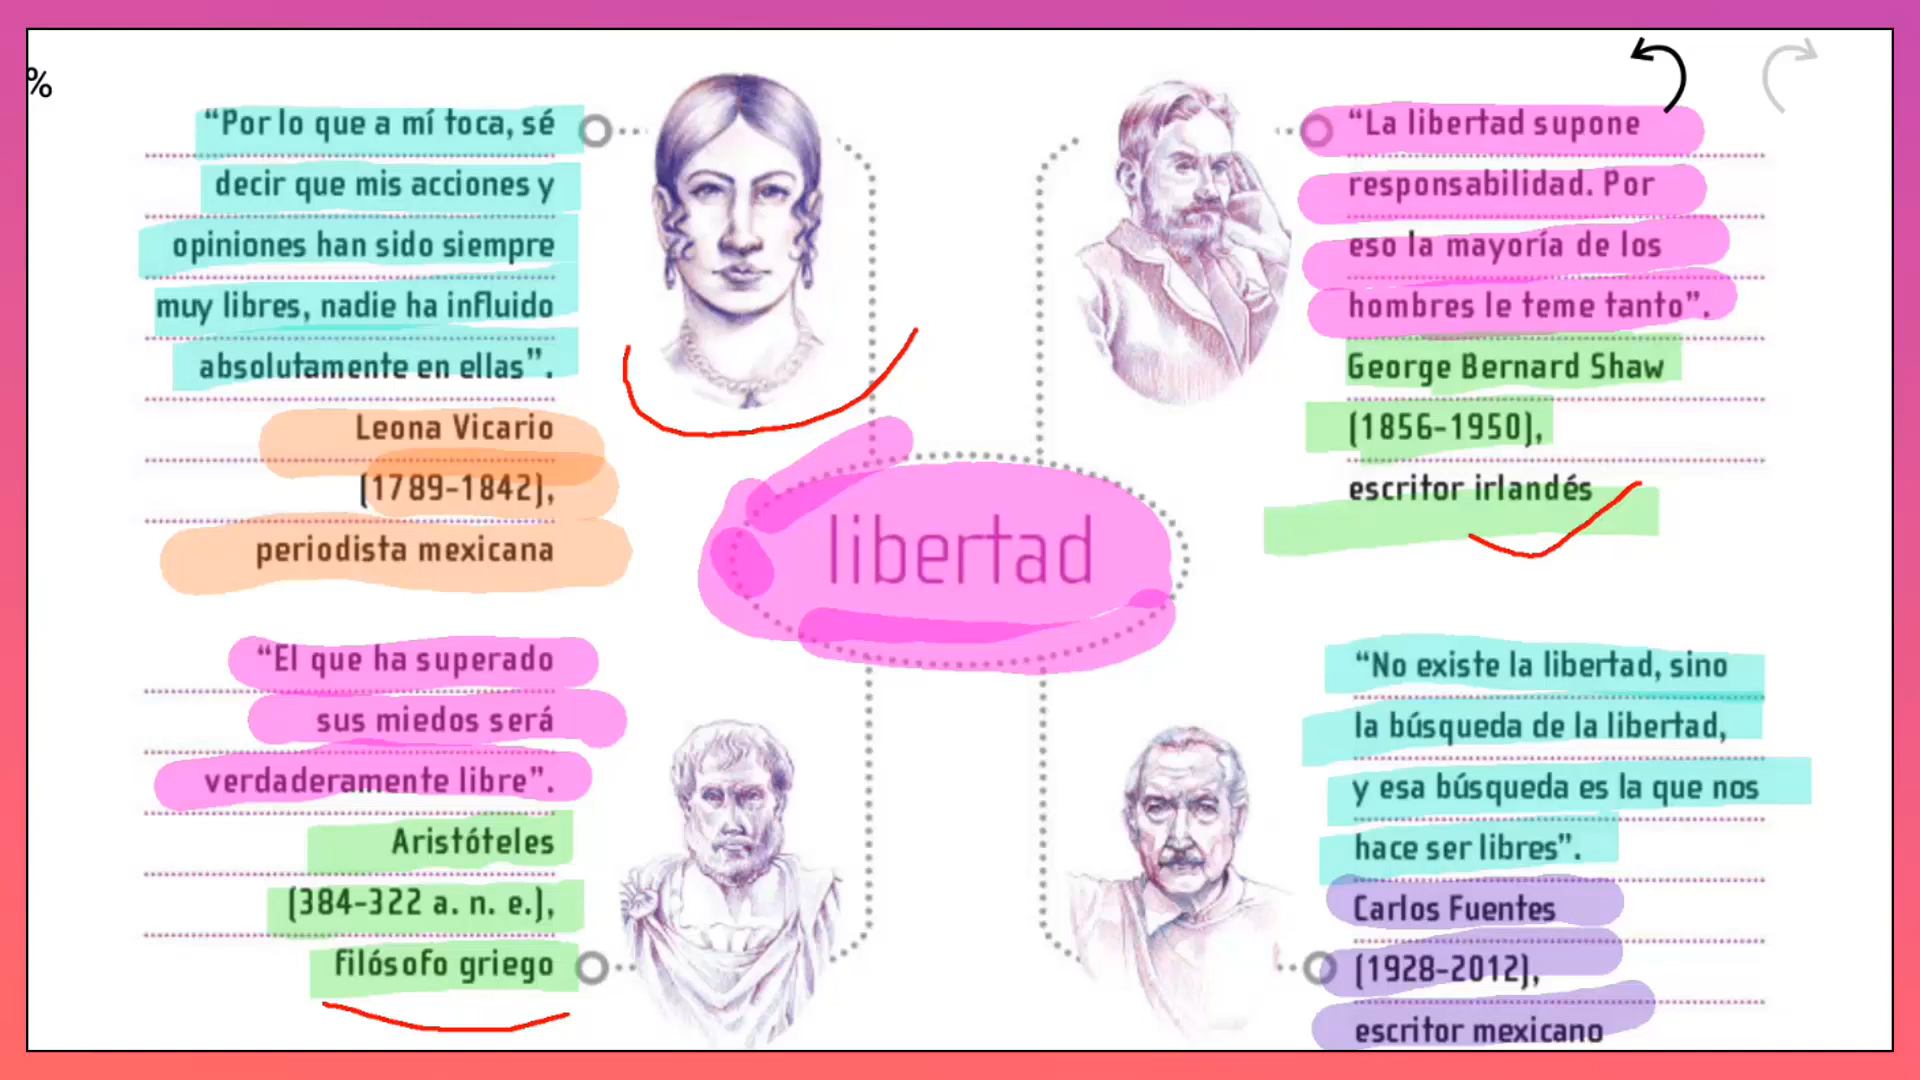 %
“Por lo que a mí toca, sé
decir que mis acciones y
opiniones han sido siempre
muy libres, nadie ha influido
absolutamente en ellas”.
Leona Vicario
(1789-1842),
periodista mexicana
“La libertad supone
responsabilidad. Por
eso la mayoría de los
hombres le teme tanto”.
George Bernard Shaw
(1856-1950),
escritor irlandés
libertad
“El que ha superado
sus miedos será
verdaderamente libre”.
Aristóteles
(384-322 a. n. e.),
filósofo griego
“No existe la libertad, sino
la búsqueda de la libertad,
y esa búsqueda es la que nos
hace ser libres”.
Carlos Fuentes
(1928-2012),
escritor mexicano